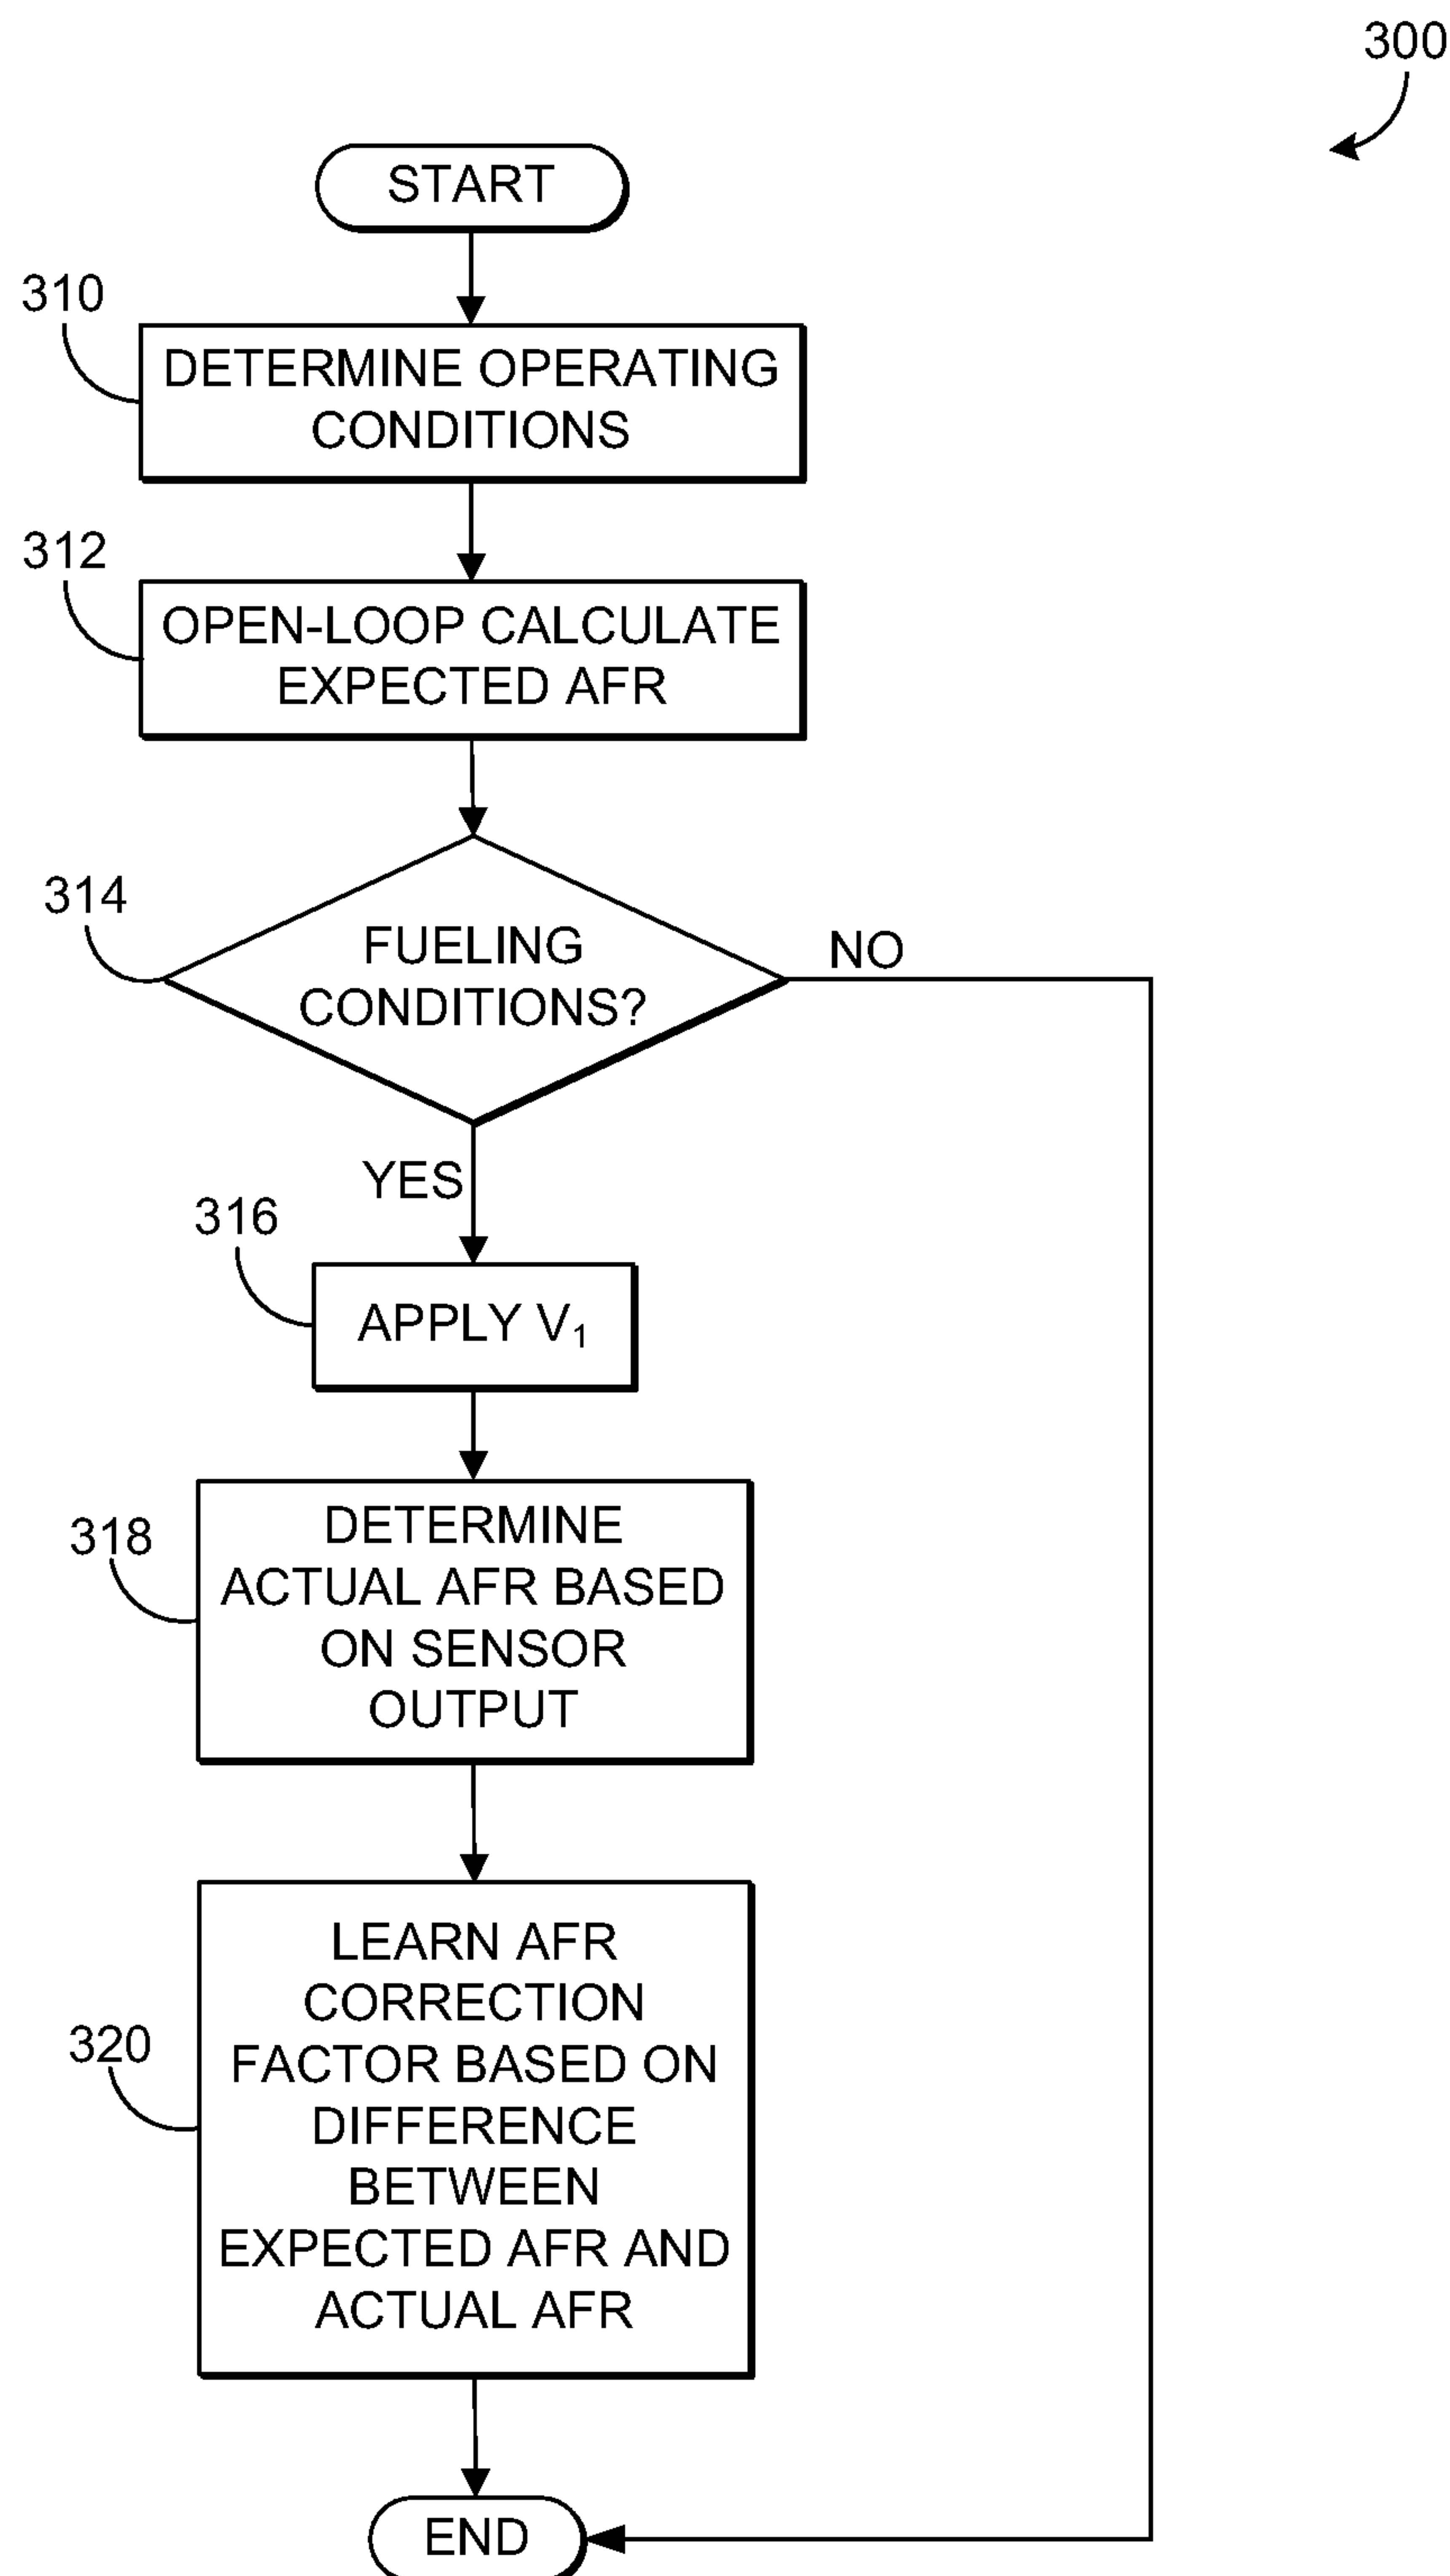 300
START
310
DETERMINE OPERATING
CONDITIONS
312
OPEN-LOOP CALCULATE
EXPECTED AFR
314
FUELING
CONDITIONS?
NO
YES
316
APPLY V₁
318
DETERMINE
ACTUAL AFR BASED
ON SENSOR
OUTPUT
320
LEARN AFR
CORRECTION
FACTOR BASED ON
DIFFERENCE
BETWEEN
EXPECTED AFR AND
ACTUAL AFR
END